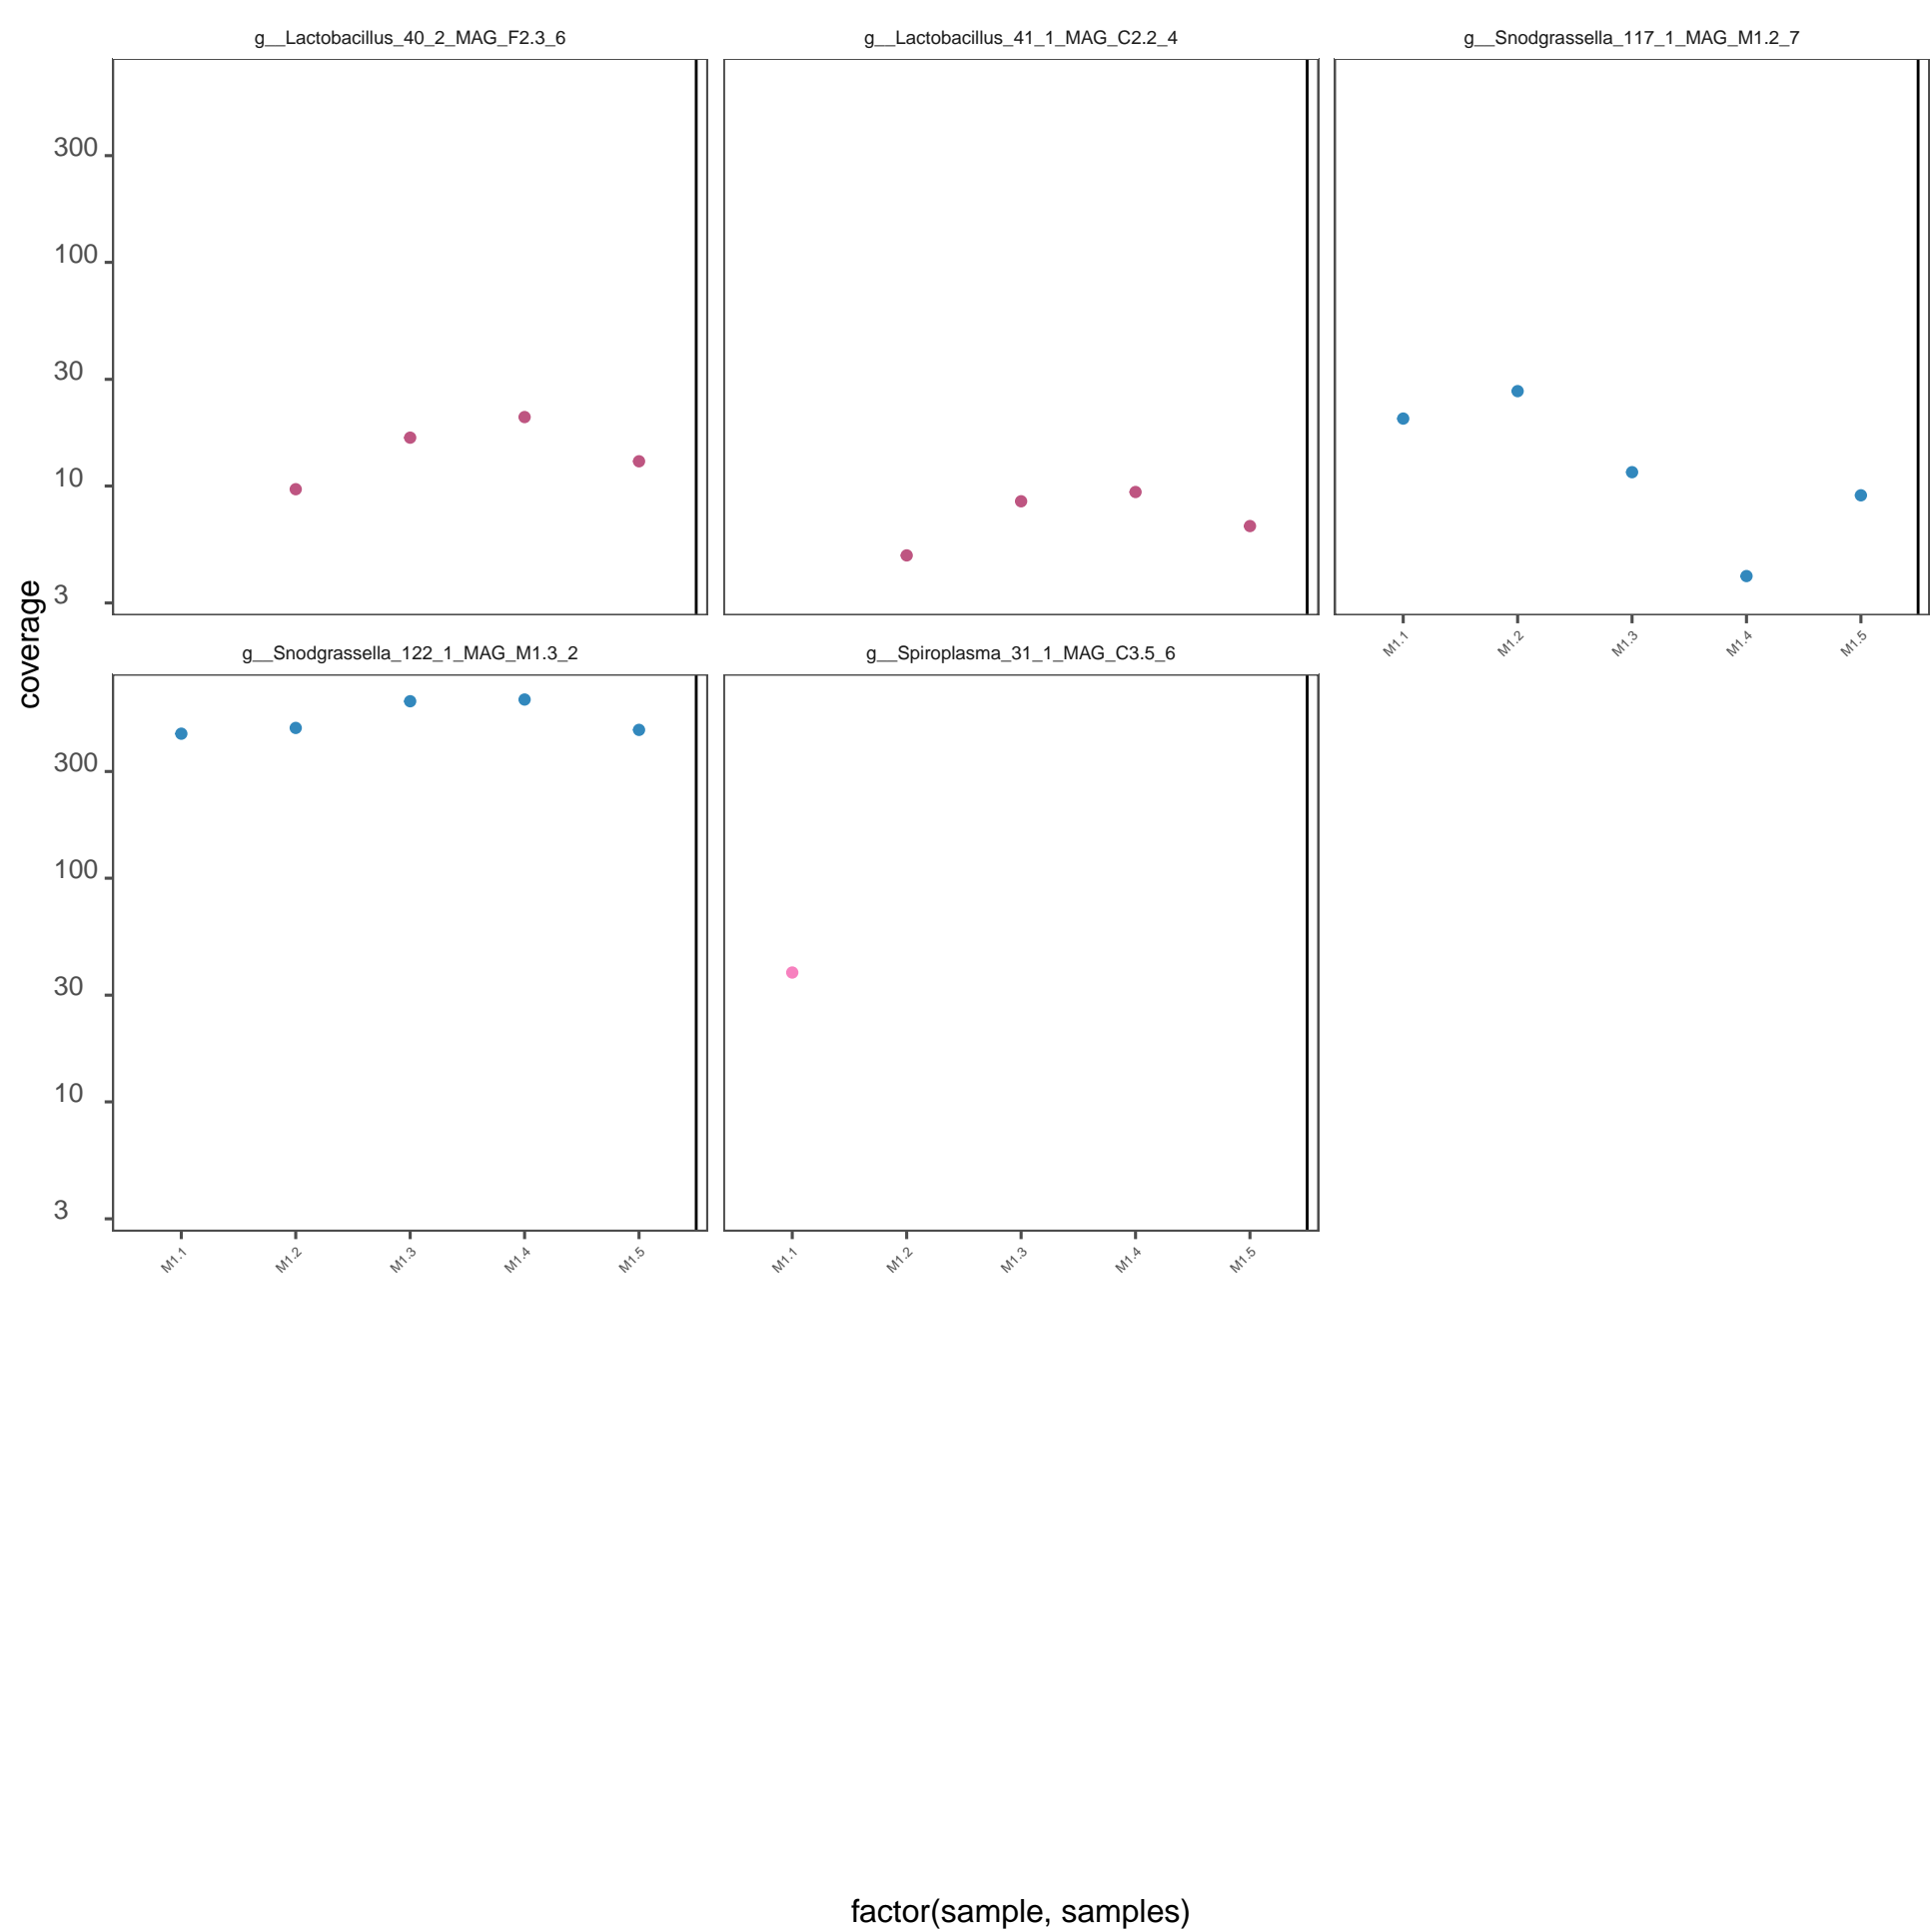 g__Lactobacillus_40_2_MAG_F2.3_6
g__Lactobacillus_41_1_MAG_C2.2_4
g__Snodgrassella_117_1_MAG_M1.2_7
300
100
30
10
3
M1.1
M1.2
M1.3
M1.4
M1.5
coverage
g__Snodgrassella_122_1_MAG_M1.3_2
g__Spiroplasma_31_1_MAG_C3.5_6
300
100
30
10
3
M1.1
M1.2
M1.3
M1.4
M1.5
M1.1
M1.2
M1.3
M1.4
M1.5
factor(sample, samples)